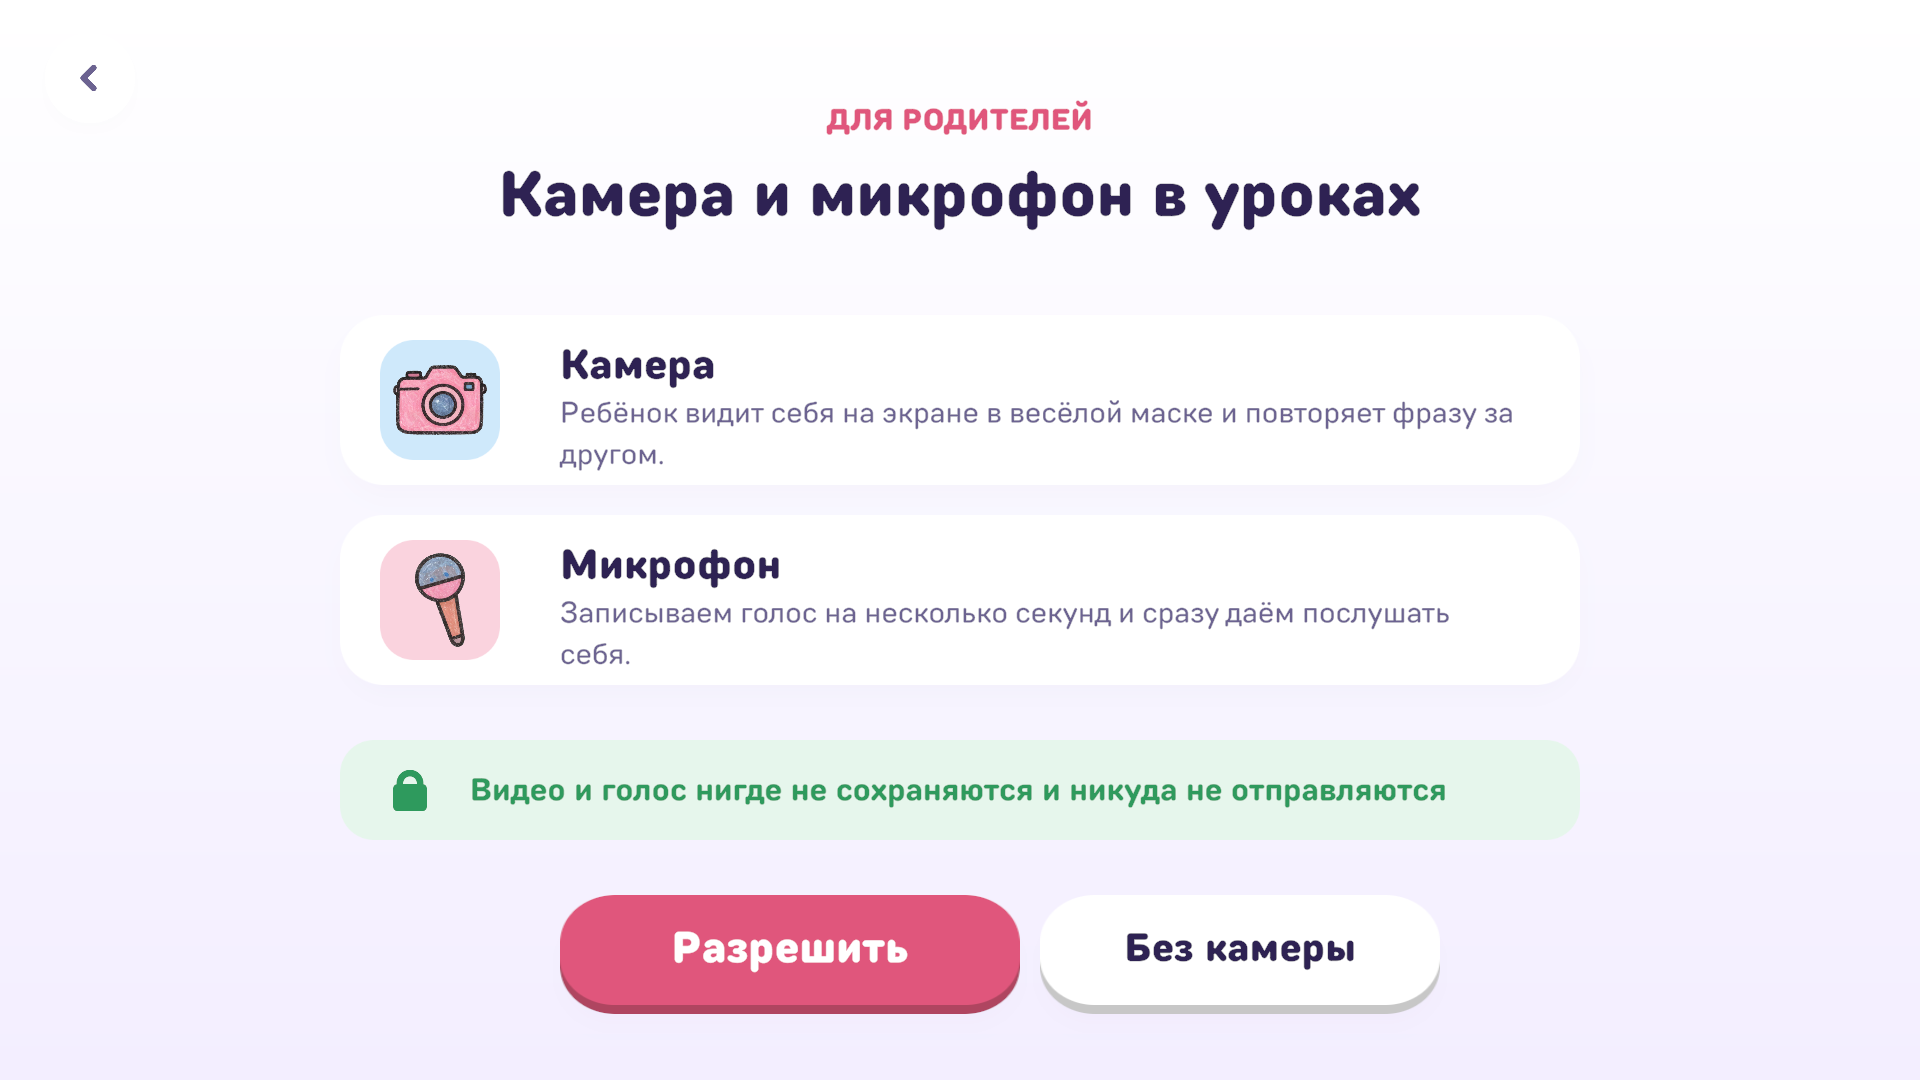 ДЛЯ РОДИТЕЛЕЙ
Камера и микрофон в уроках
Камера
Ребёнок видит себя на экране в весёлой маске и повторяет фразу за
другом.
Микрофон
Записываем голос на несколько секунд и сразу даём послушать
себя.
Видео и голос нигде не сохраняются и никуда не отправляются
Разрешить
Без камеры